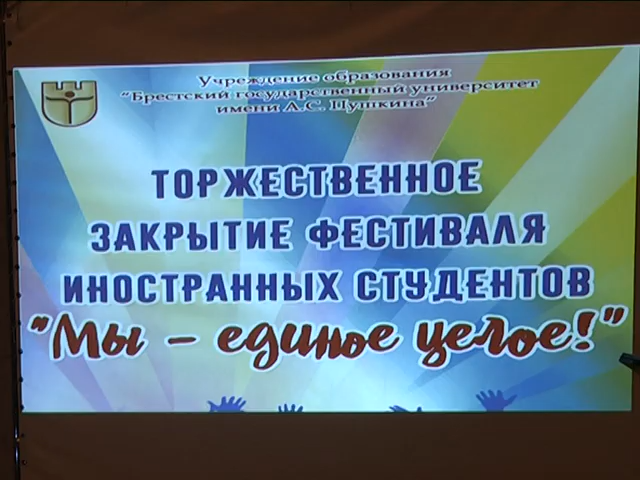 Учреждение образования
"Брестский государственный университет
имени А.С. Пушкина"
ТОРЖЕСТВЕННОЕ
ЗАКРЫТИЕ ФЕСТИВАЛЯ
ИНОСТРАННЫХ СТУДЕНТОВ
"Мы – единое целое!"